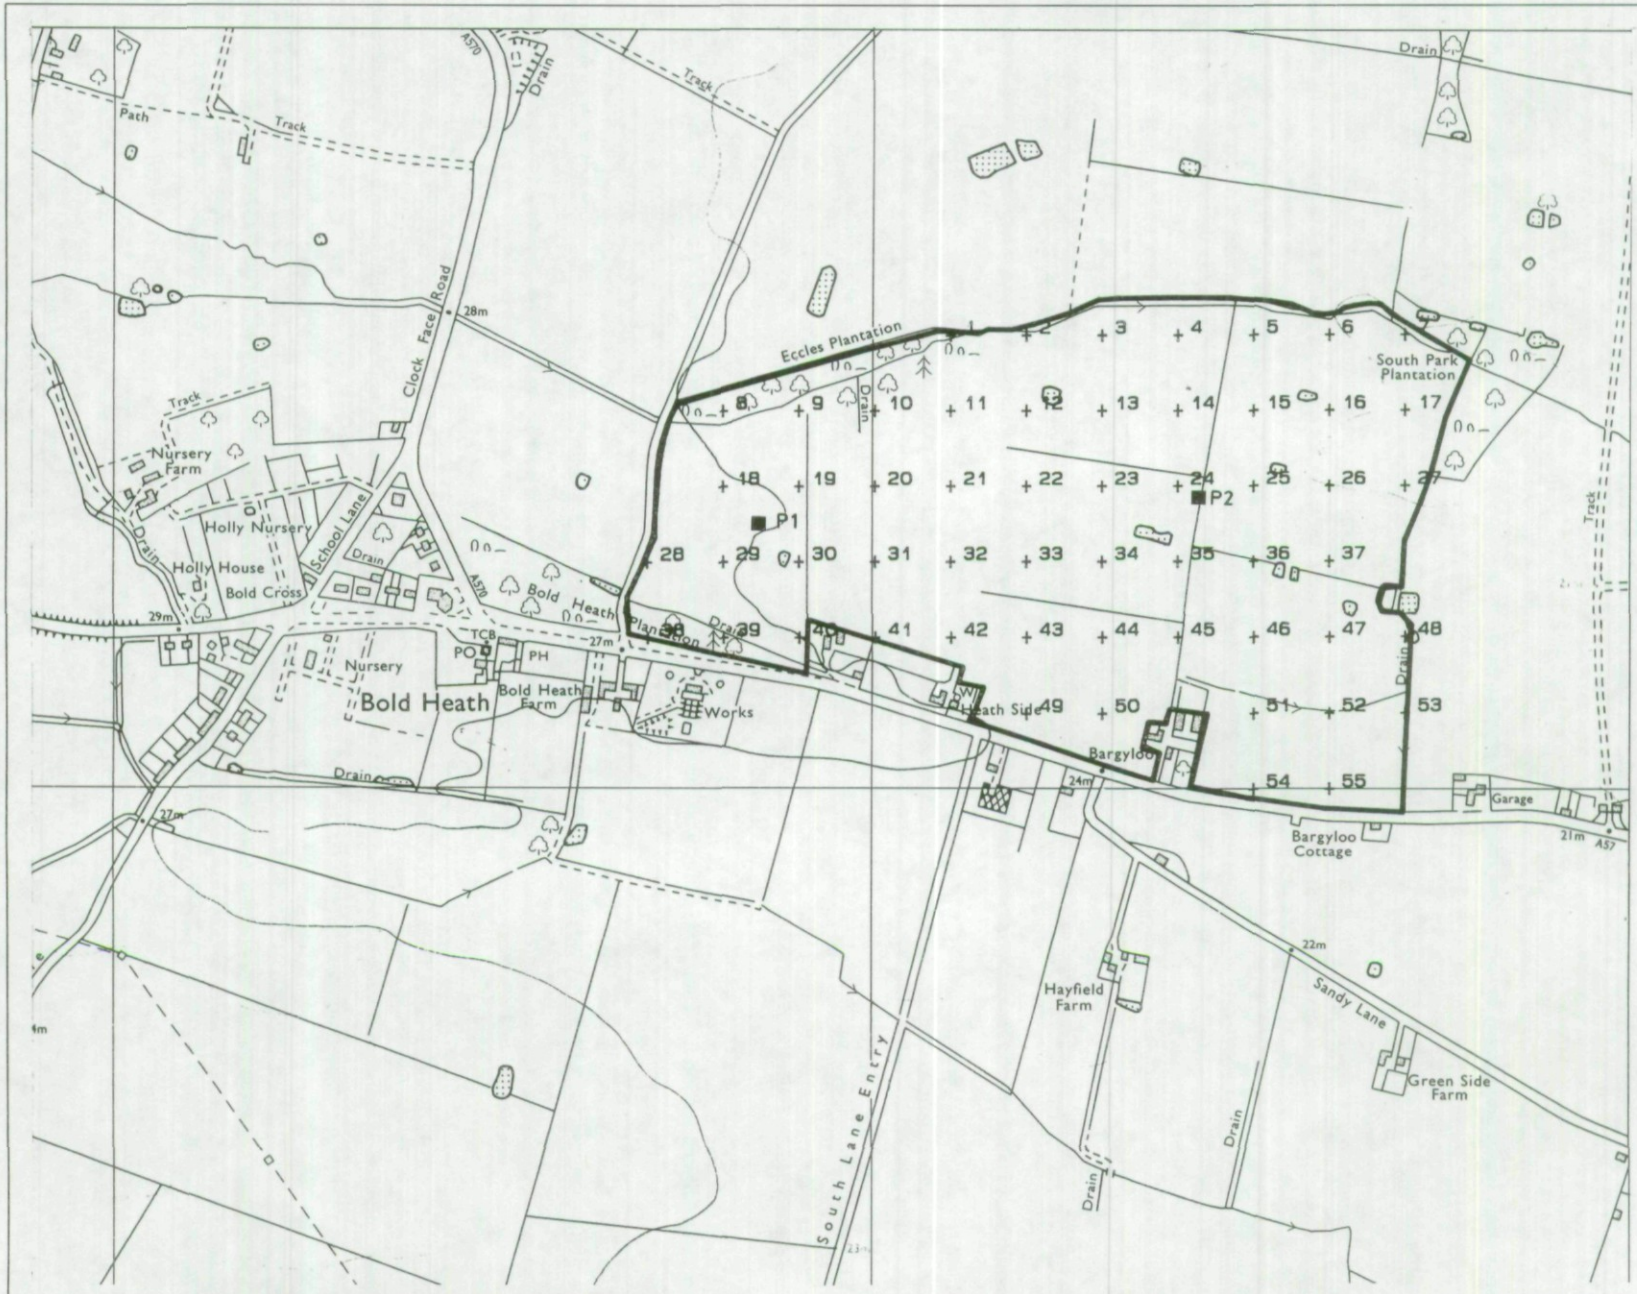 A570
Drain
Drain
Track
Path
Track
Clock Face Road
28m
Eccles Plantation
1 2 3 4 5 6
South Park
Plantation
8 9 10 11 12 13 14 15 16 17
Drain
Track
Nursery
Farm
18 19 20 21 22 23 24 25 26 27
P1
P2
Holly Nursery
School Lane
Drain
Drain
Track
28 29 30 31 32 33 34 35 36 37
Holly House
Bold Cross
A570
Bold Heath
Plantation
Drain
29m
TCB
PO
PH
27m
38 39 40 41 42 43 44 45 46 47 48
Drain
Nursery
Bold Heath
Bold Heath
Farm
Works
W
Heath Side
49 50 51 52 53
Bargyloo
24m
54 55
Drain
27m
Garage
Bargyloo
Cottage
21m
A57
e
4m
22m
Hayfield
Farm
Sandy Lane
Green Side
Farm
South Lane Entry
Drain
Drain
23m